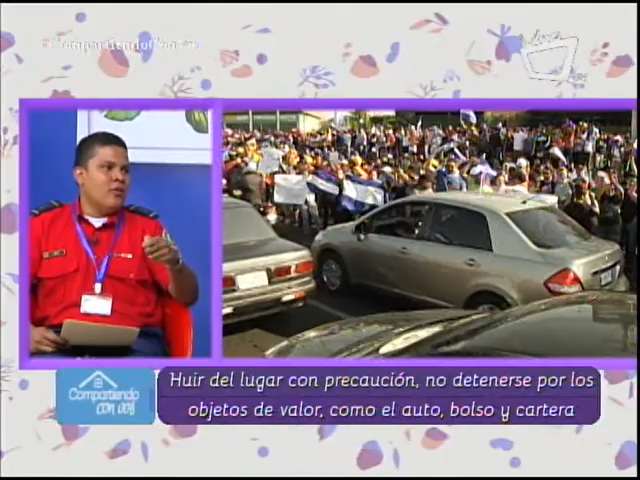 #CompartiendoConvos
Compartiendo
con vos
Huir del lugar con precaución, no detenerse por los
objetos de valor, como el auto, bolso y cartera